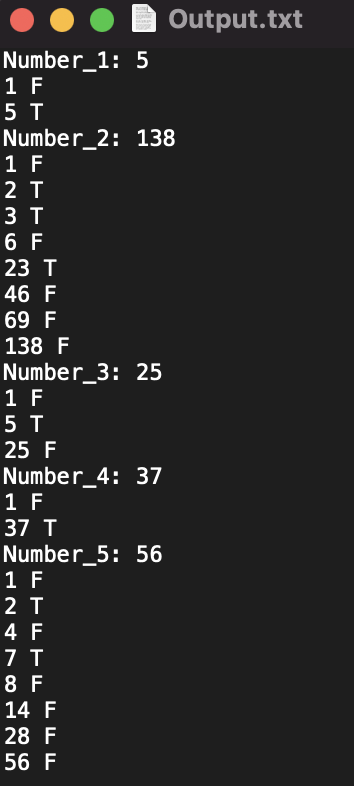 Output.txt
Number_1: 5
1 F
5 T
Number_2: 138
1 F
2 T
3 T
6 F
23 T
46 F
69 F
138 F
Number_3: 25
1 F
5 T
25 F
Number_4: 37
1 F
37 T
Number_5: 56
1 F
2 T
4 F
7 T
8 F
14 F
28 F
56 F